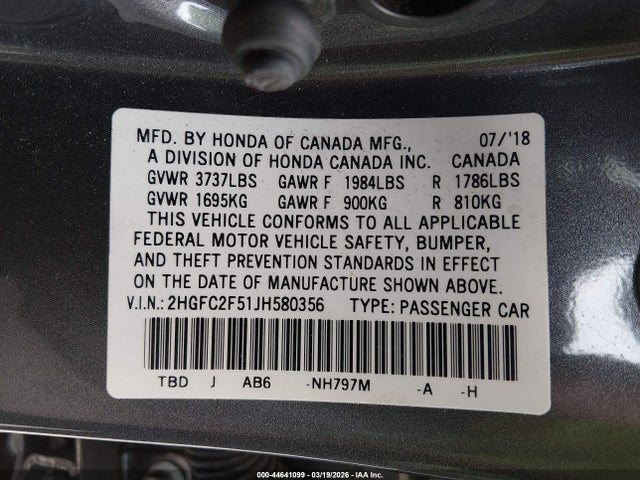 MFD. BY HONDA OF CANADA MFG., 07/'18
A DIVISION OF HONDA CANADA INC. CANADA
GVWR 3737LBS GAWR F 1984LBS R 1786LBS
GVWR 1695KG GAWR F 900KG R 810KG
THIS VEHICLE CONFORMS TO ALL APPLICABLE
FEDERAL MOTOR VEHICLE SAFETY, BUMPER,
AND THEFT PREVENTION STANDARDS IN EFFECT
ON THE DATE OF MANUFACTURE SHOWN ABOVE.
V.I.N.: 2HGFC2F51JH580356 TYPE: PASSENGER CAR
TBD J AB6 -NH797M -A -H
000-44641099 - 03/19/2026 - IAA Inc.